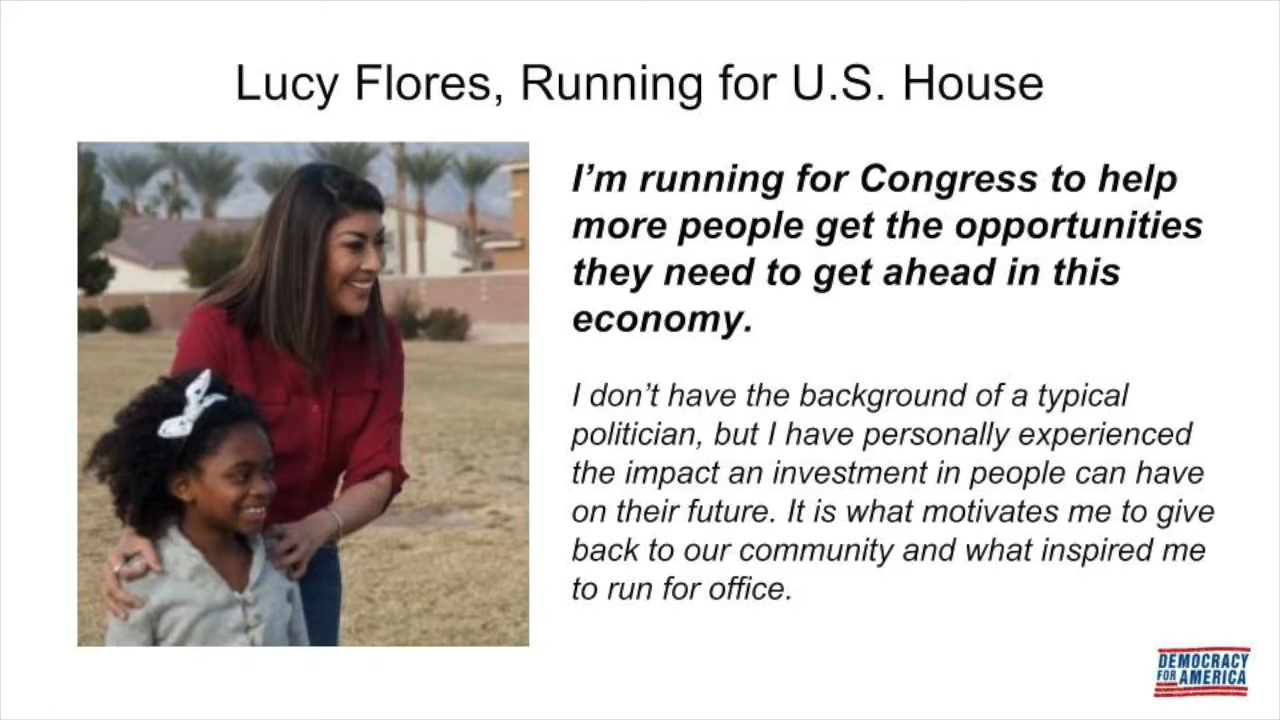 Lucy Flores, Running for U.S. House
I’m running for Congress to help
more people get the opportunities
they need to get ahead in this
economy.
I don’t have the background of a typical
politician, but I have personally experienced
the impact an investment in people can have
on their future. It is what motivates me to give
back to our community and what inspired me
to run for office.
DEMOCRACY
FOR AMERICA